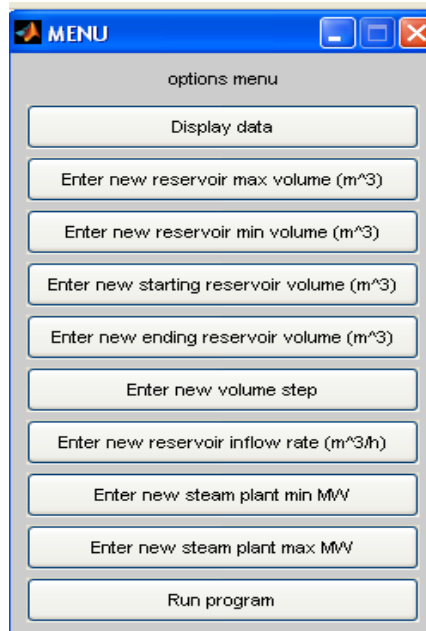 MENU
options menu
Display data
Enter new reservoir max volume (m^3)
Enter new reservoir min volume (m^3)
Enter new starting reservoir volume (m^3)
Enter new ending reservoir volume (m^3)
Enter new volume step
Enter new reservoir inflow rate (m^3/h)
Enter new steam plant min MW
Enter new steam plant max MW
Run program